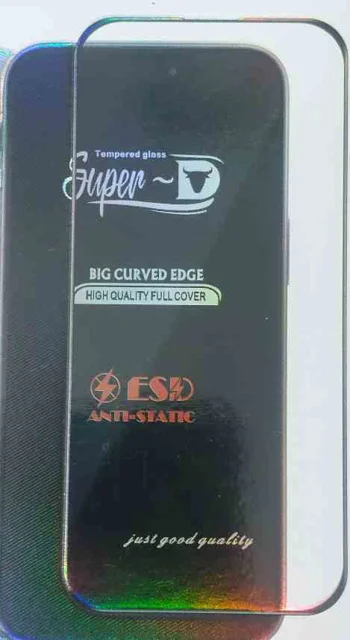 Tempered glass
Super ~ D
BIG CURVED EDGE
HIGH QUALITY FULL COVER
ESD
ANTI-STATIC
just good quality